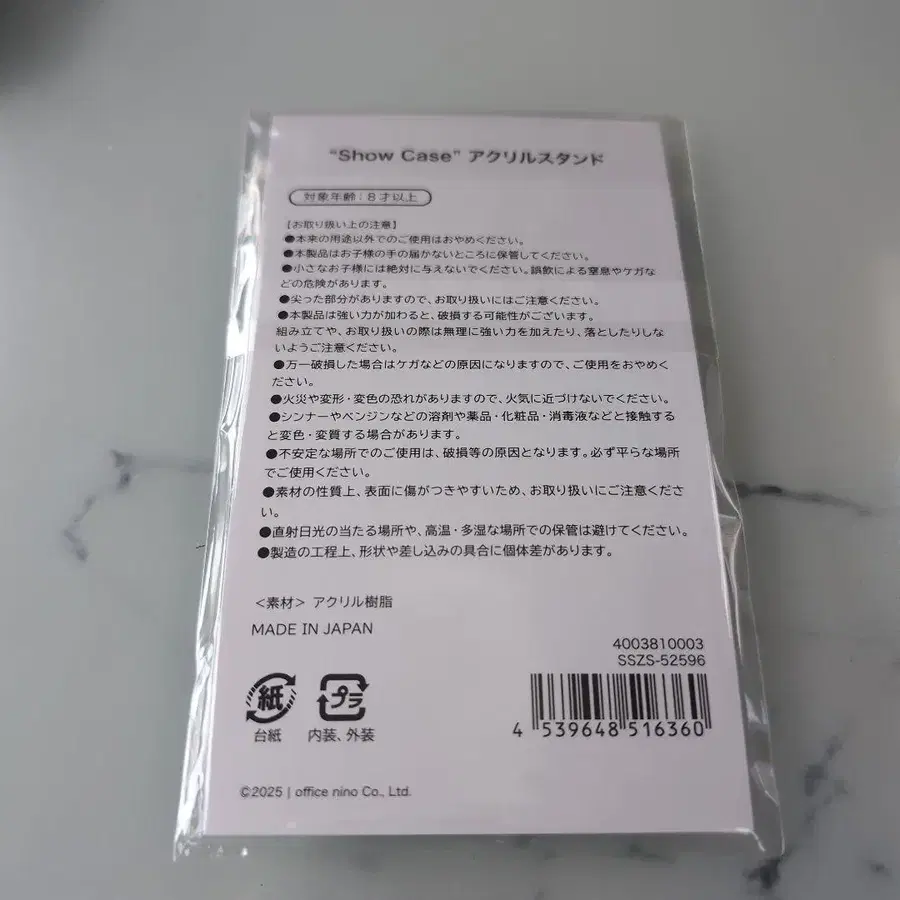 “Show Case” アクリルスタンド
対象年齢：8才以上
【お取り扱い上の注意】
●本来の用途以外でのご使用はおやめください。
●本製品はお子様の手の届かないところに保管してください。
●小さなお子様には絶対に与えないでください。誤飲による窒息やケガな
どの危険があります。
●尖った部分がありますので、お取り扱いにはご注意ください。
●本製品は強い力が加わると、破損する可能性がございます。
組み立てや、お取り扱いの際は無理に強い力を加えたり、落としたりしな
いようご注意ください。
●万一破損した場合はケガなどの原因になりますので、ご使用をおやめく
ださい。
●火災や変形・変色の恐れがありますので、火気に近づけないでください。
●シンナーやベンジンなどの溶剤や薬品・化粧品・消毒液などと接触する
と変色・変質する場合があります。
●不安定な場所でのご使用は、破損等の原因となります。必ず平らな場所
でご使用ください。
●素材の性質上、表面に傷がつきやすいため、お取り扱いにご注意くださ
い。
●直射日光の当たる場所や、高温・多湿な場所での保管は避けてください。
●製造の工程上、形状や差し込みの具合に個体差があります。
＜素材＞ アクリル樹脂
MADE IN JAPAN
4003810003
SSZS-52596
紙 プラ
台紙 内装、外装
4 539648 516360
©2025 | office nino Co., Ltd.